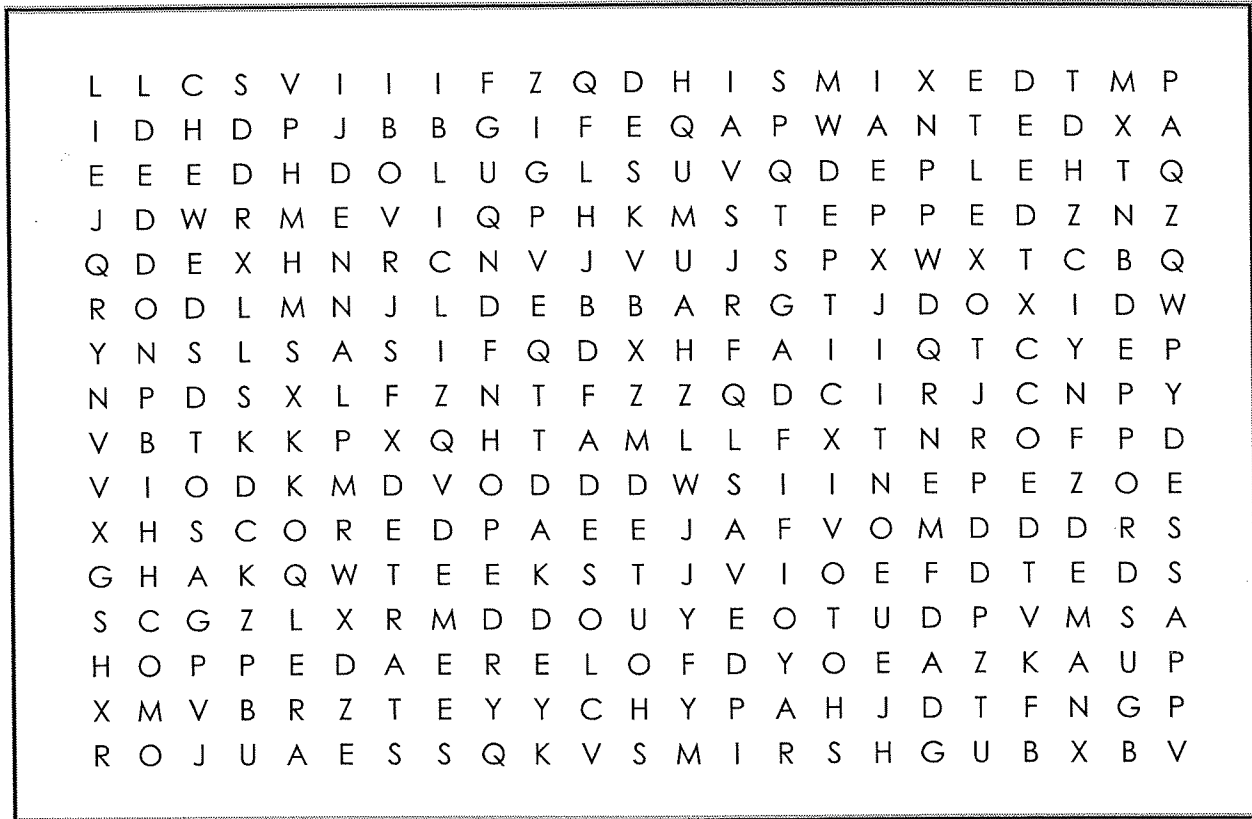 L L C S V I I I F Z Q D H I S M I X E D T M P
I D H D P J B B G I F E Q A P W A N T E D X A
E E E D H D O L U G L S U V Q D E P L E H T Q
J D W R M E V I Q P H K M S T E P P E D Z N Z
Q D E X H N R C N V J V U J S P X W X T C B Q
R O D L M N J L D E B B A R G T J D O X I D W
Y N S L S A S I F Q D X H F A I I Q T C Y E P
N P D S X L F Z N T F Z Z Q D C I R J C N P Y
V B T K K P X Q H T A M L L F X T N R O F P D
V I O D K M D V O D D D W S I I N E P E Z O E
X H S C O R E D P A E E J A F V O M D D D R S
G H A K Q W T E E K S T J V I O E F D T E D S
S C G Z L X R M D D O U Y E O T U D P V M S A
H O P P E D A E R E L O F D Y O E A Z K A U P
X M V B R Z T E Y Y C H Y P A H J D T F N G P
R O J U A E S S Q K V S M I R S H G U B X B V